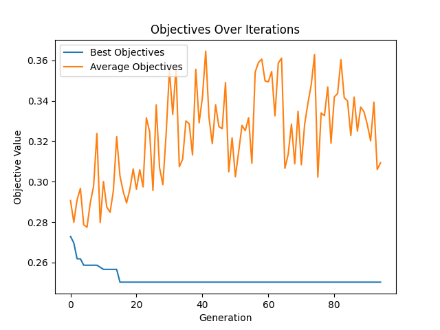 Objectives Over Iterations
Best Objectives
Average Objectives
0.36
0.34
0.32
0.30
0.28
0.26
Objective Value
0 20 40 60 80
Generation